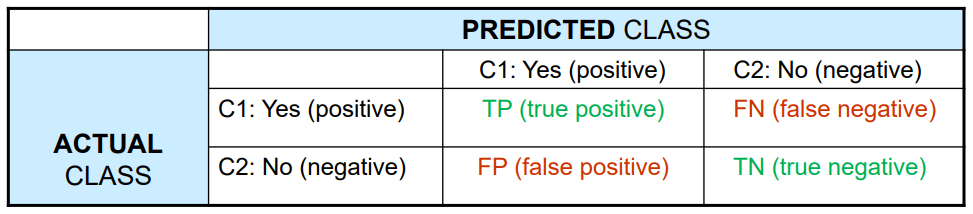 PREDICTED CLASS
C1: Yes (positive)
C2: No (negative)
ACTUAL
CLASS
C1: Yes (positive)
TP (true positive)
FN (false negative)
C2: No (negative)
FP (false positive)
TN (true negative)